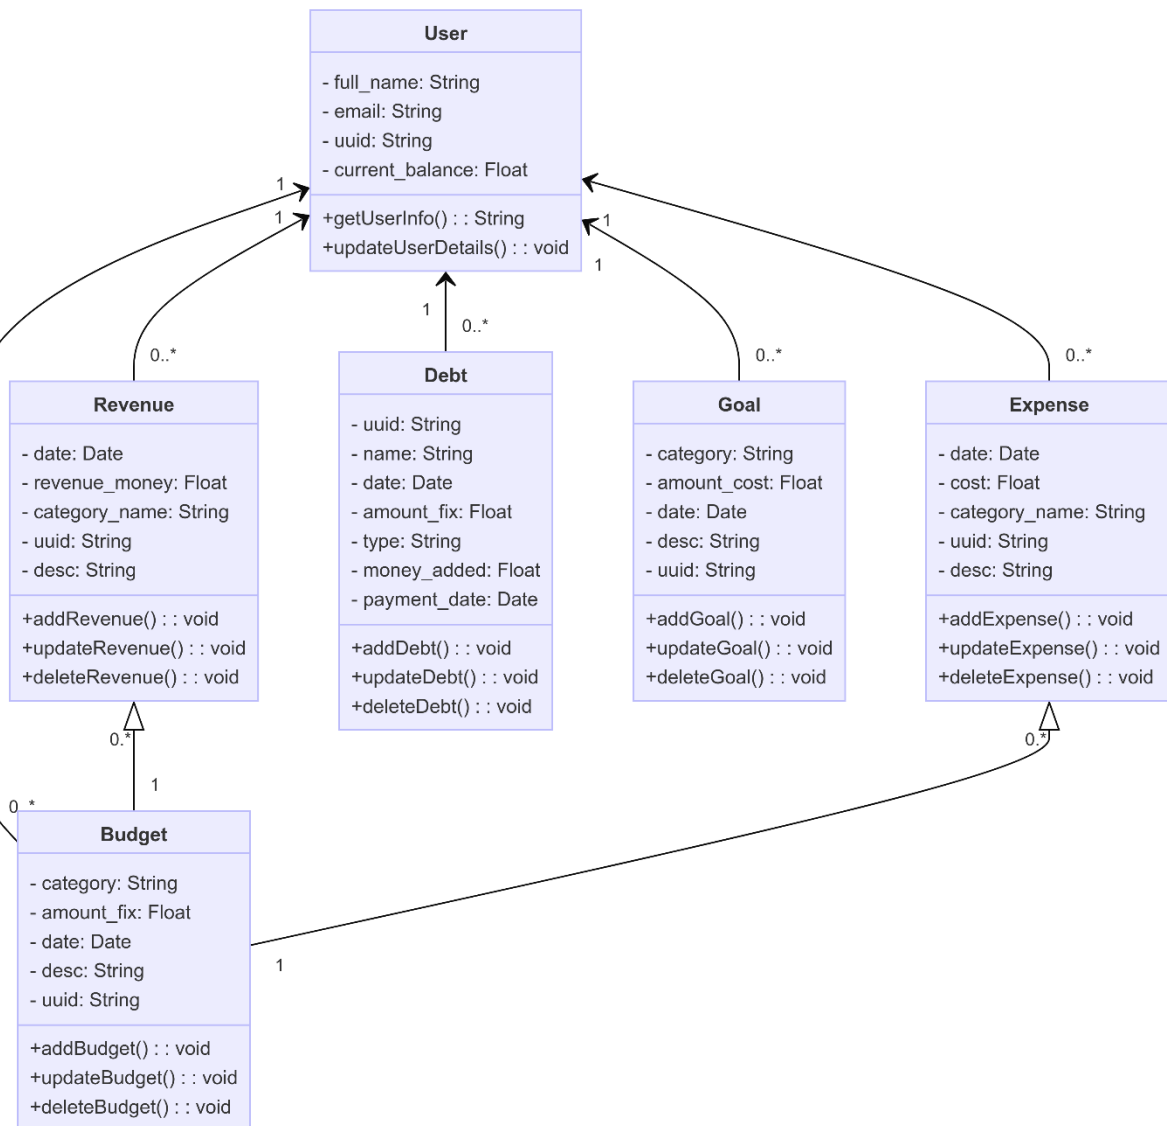 User
- full_name: String
- email: String
- uuid: String
- current_balance: Float
+getUserInfo() : : String
+updateUserDetails() : : void
1
1
1
1
1
0..*
0..*
0..*
0..*
Revenue
- date: Date
- revenue_money: Float
- category_name: String
- uuid: String
- desc: String
+addRevenue() : : void
+updateRevenue() : : void
+deleteRevenue() : : void
Debt
- uuid: String
- name: String
- date: Date
- amount_fix: Float
- type: String
- money_added: Float
- payment_date: Date
+addDebt() : : void
+updateDebt() : : void
+deleteDebt() : : void
Goal
- category: String
- amount_cost: Float
- date: Date
- desc: String
- uuid: String
+addGoal() : : void
+updateGoal() : : void
+deleteGoal() : : void
Expense
- date: Date
- cost: Float
- category_name: String
- uuid: String
- desc: String
+addExpense() : : void
+updateExpense() : : void
+deleteExpense() : : void
0.*
0.*
1
0..*
1
Budget
- category: String
- amount_fix: Float
- date: Date
- desc: String
- uuid: String
+addBudget() : : void
+updateBudget() : : void
+deleteBudget() : : void